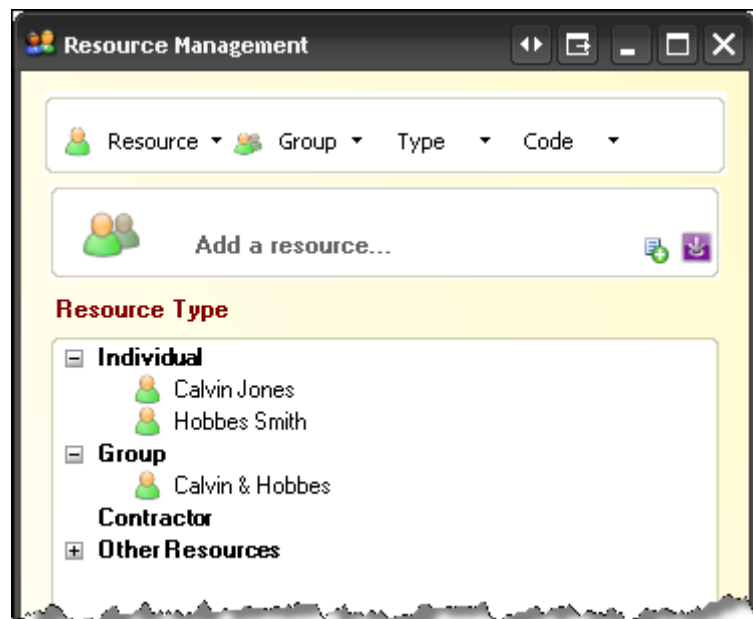 Resource Management
Resource Group Type Code
Add a resource...
Resource Type
Individual
Calvin Jones
Hobbes Smith
Group
Calvin & Hobbes
Contractor
Other Resources